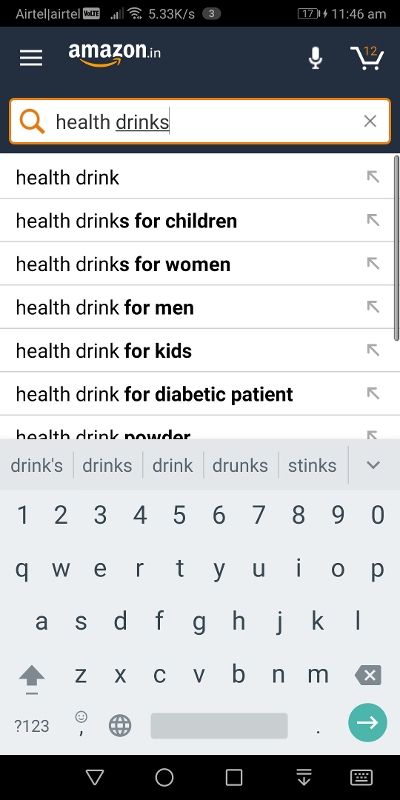 Airtel|airtel VoLTE 5.33K/s 3 17 11:46 am
amazon.in 12
health drinks
health drink
health drinks for children
health drinks for women
health drink for men
health drink for kids
health drink for diabetic patient
health drink powder
drink's drinks drink drunks stinks
1 2 3 4 5 6 7 8 9 0
q w e r t y u i o p
a s d f g h j k l
z x c v b n m
?123 , .